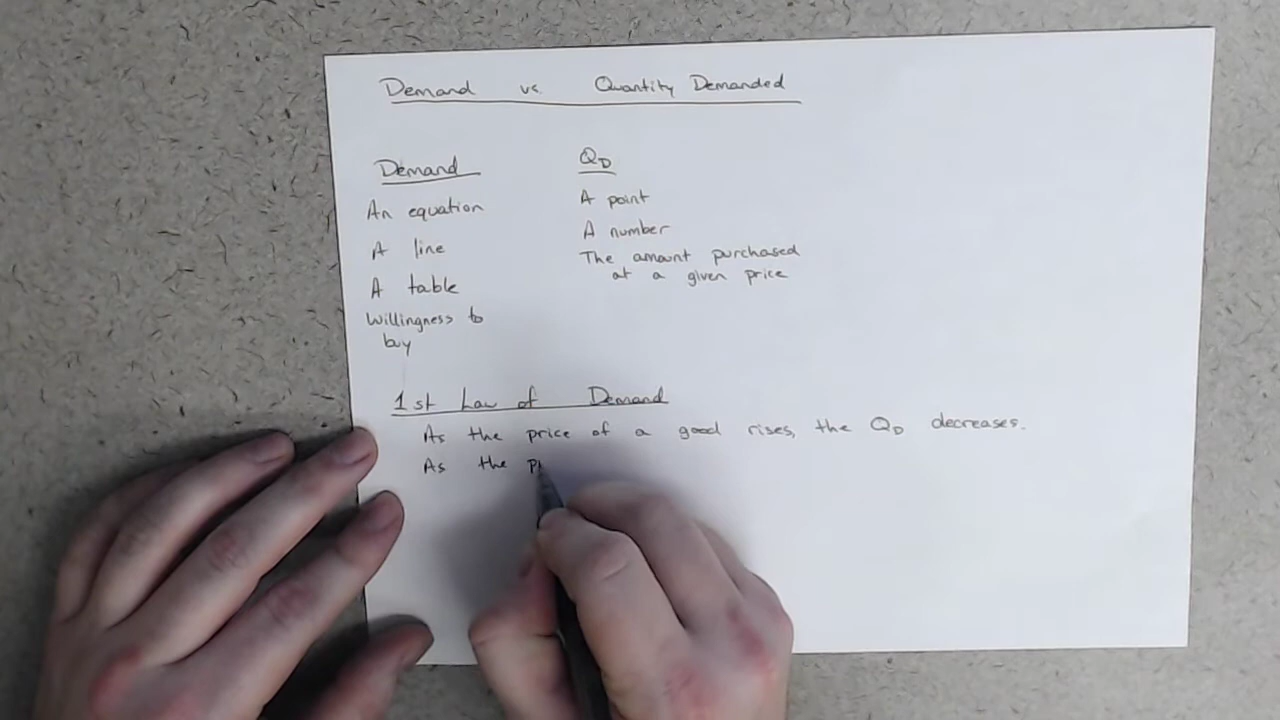 Demand vs. Quantity Demanded
Demand
An equation
A line
A table
Willingness to
buy
QD
A point
A number
The amount purchased
at a given price
1st Law of Demand
As the price of a good rises, the QD decreases.
As the